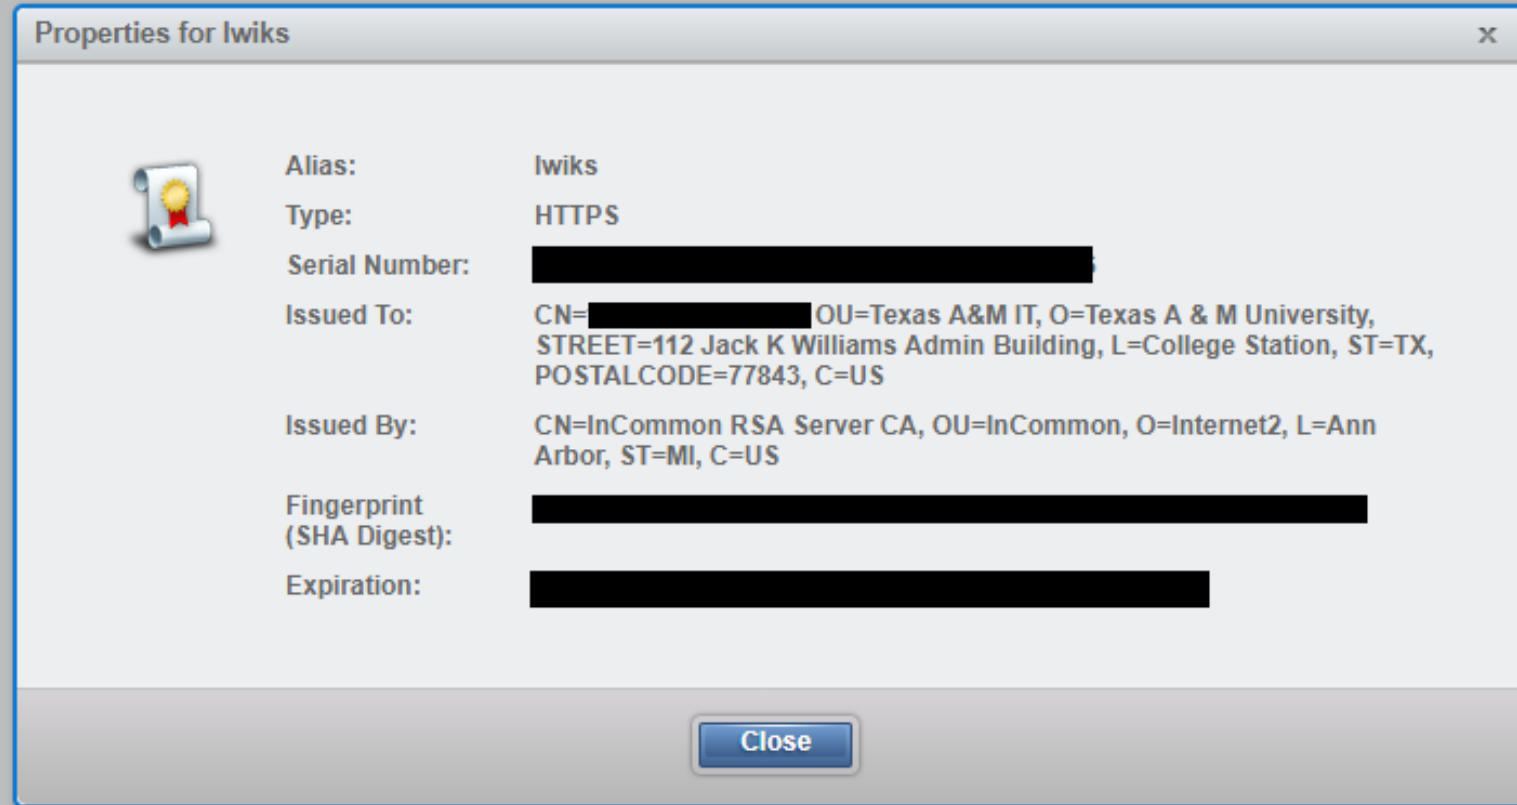 Properties for lwiks x
Alias: lwiks
Type: HTTPS
Serial Number:
Issued To: CN= OU=Texas A&M IT, O=Texas A & M University,
STREET=112 Jack K Williams Admin Building, L=College Station, ST=TX,
POSTALCODE=77843, C=US
Issued By: CN=InCommon RSA Server CA, OU=InCommon, O=Internet2, L=Ann
Arbor, ST=MI, C=US
Fingerprint
(SHA Digest):
Expiration:
Close